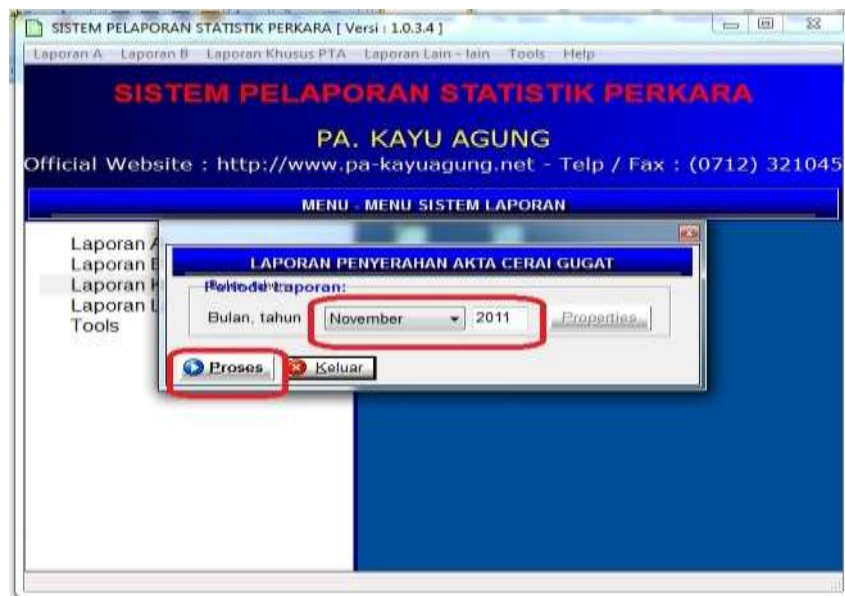 SISTEM PELAPORAN STATISTIK PERKARA [ Versi : 1.0.3.4 ]
Laporan A Laporan B Laporan Khusus PTA Laporan Lain - lain Tools Help
SISTEM PELAPORAN STATISTIK PERKARA
PA. KAYU AGUNG
Official Website : http://www.pa-kayuagung.net - Telp / Fax : (0712) 321045
MENU - MENU SISTEM LAPORAN
Laporan A
Laporan
Laporan
Laporan L
Tools
LAPORAN PENYERAHAN AKTA CERAI GUGAT
Periode Laporan:
Bulan, tahun November 2011 Properties
Proses Keluar